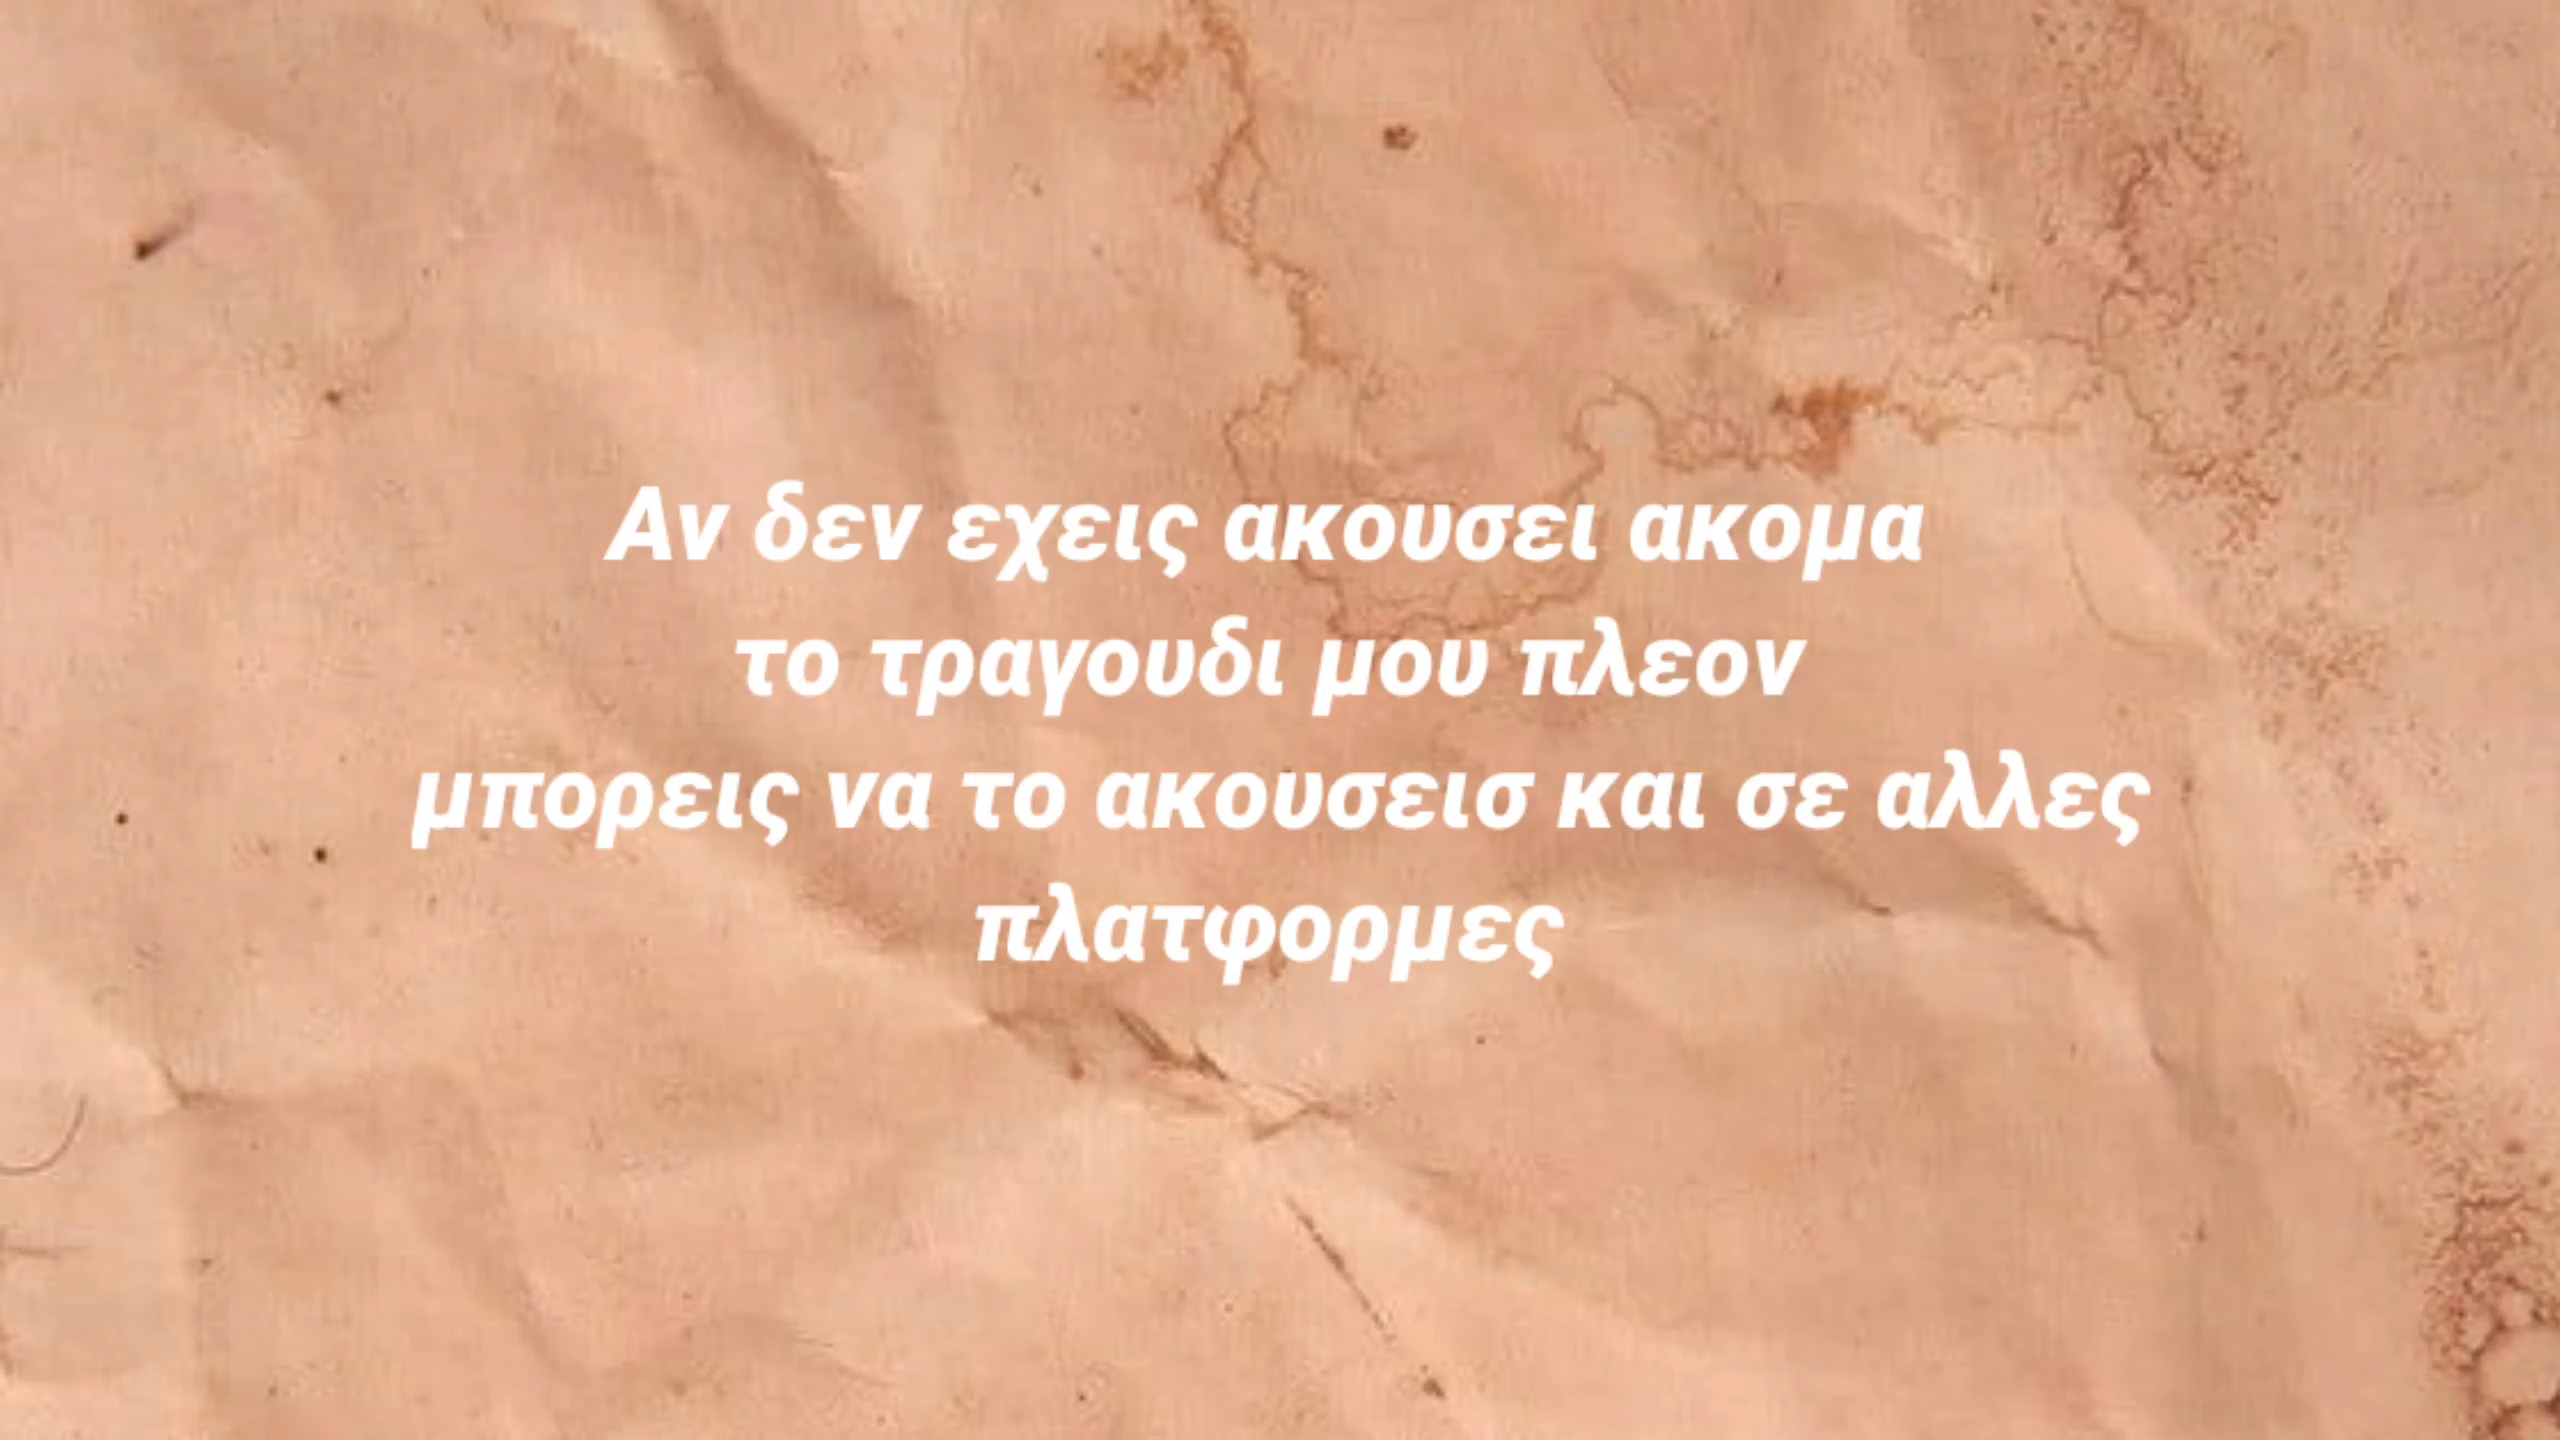 Αν δεν εχεις ακουσει ακομα
το τραγουδι μου πλεον
μπορεις να το ακουσεισ και σε αλλες
πλατφορμες